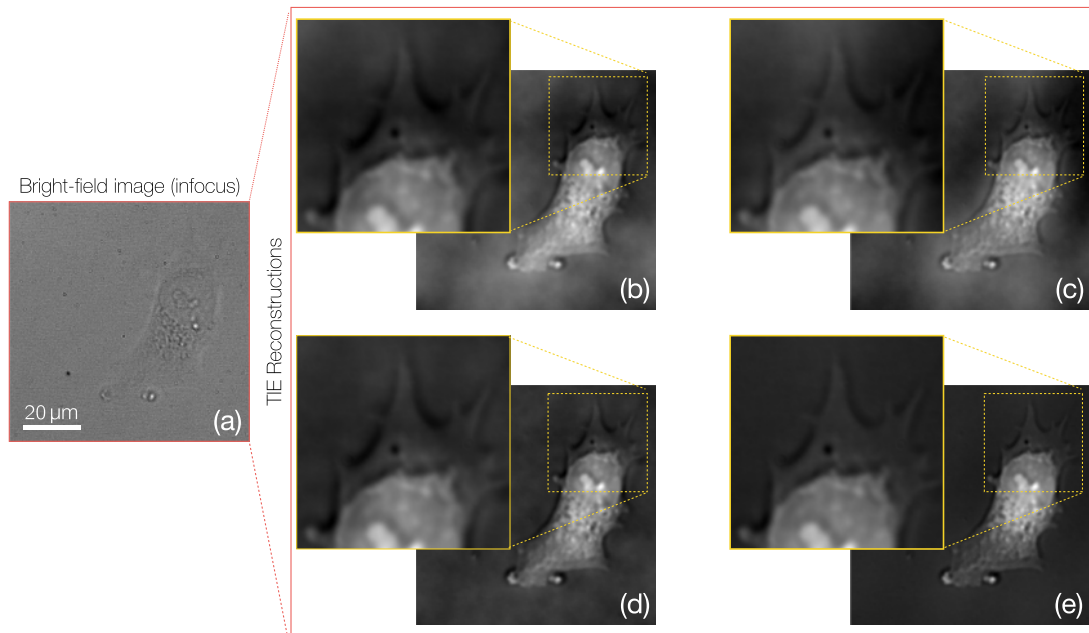 Bright-field image (infocus)
20 µm
(a)
TIE Reconstructions
(b)
(c)
(d)
(e)